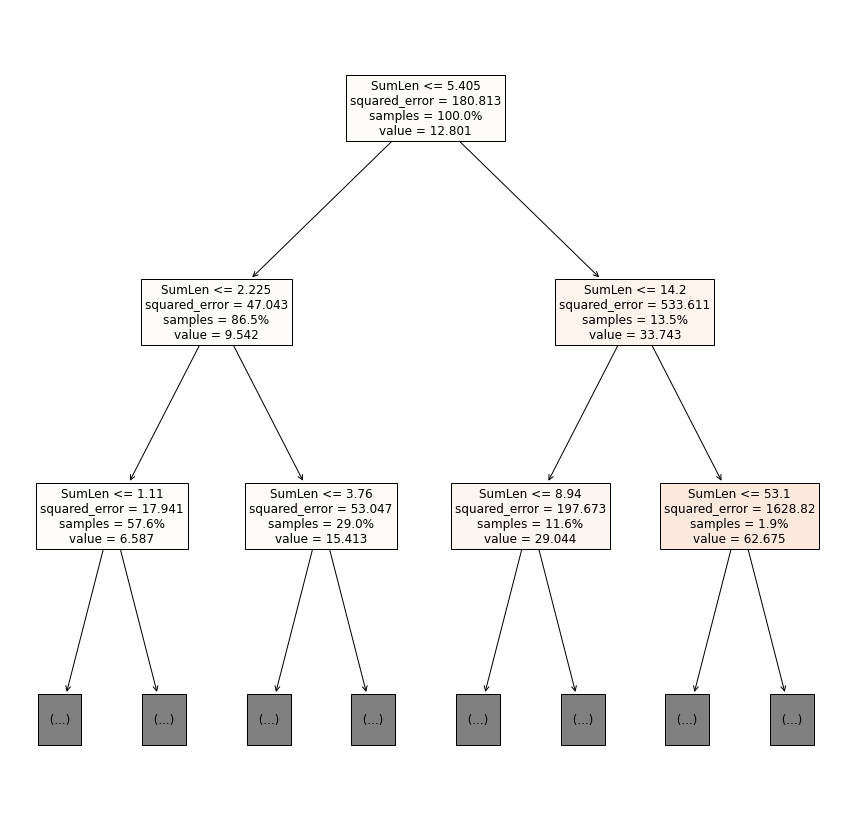 SumLen <= 5.405
squared_error = 180.813
samples = 100.0%
value = 12.801
SumLen <= 2.225
squared_error = 47.043
samples = 86.5%
value = 9.542
SumLen <= 14.2
squared_error = 533.611
samples = 13.5%
value = 33.743
SumLen <= 1.11
squared_error = 17.941
samples = 57.6%
value = 6.587
SumLen <= 3.76
squared_error = 53.047
samples = 29.0%
value = 15.413
SumLen <= 8.94
squared_error = 197.673
samples = 11.6%
value = 29.044
SumLen <= 53.1
squared_error = 1628.82
samples = 1.9%
value = 62.675
(...)
(...)
(...)
(...)
(...)
(...)
(...)
(...)